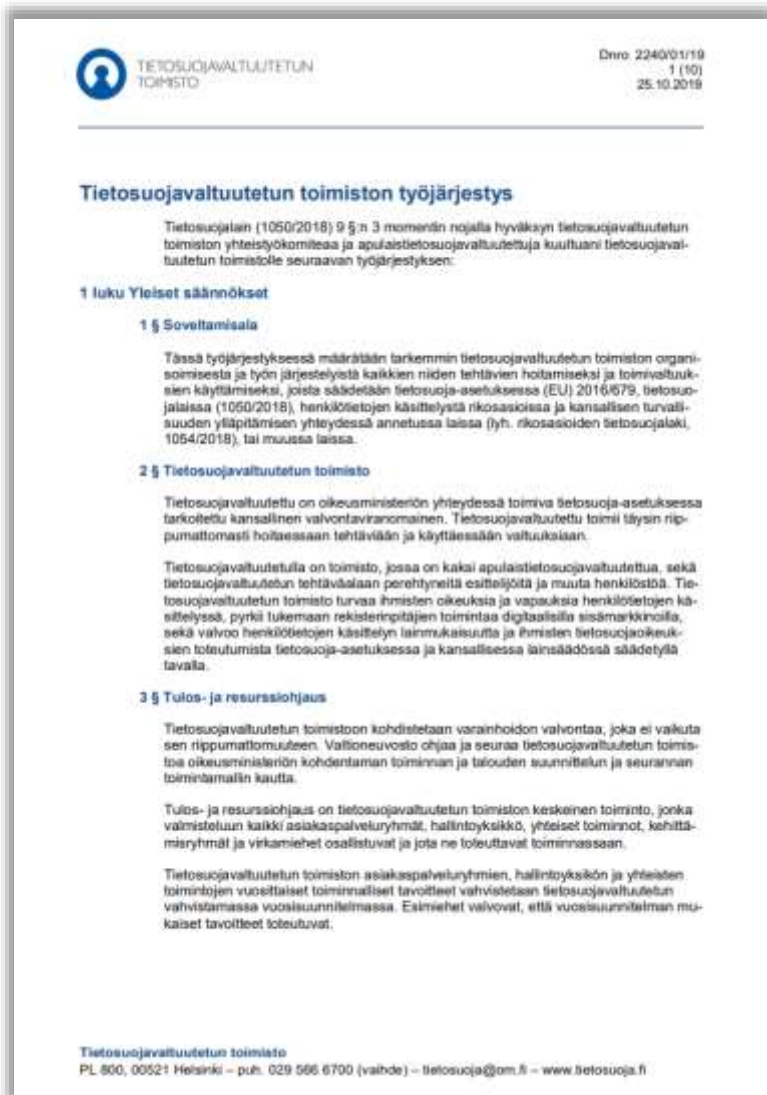 TIETOSUOJAVALTUUTETUN
TOIMISTO
Dnro 2240/01/19
1 (10)
25.10.2019
Tietosuojavaltuutetun toimiston työjärjestys
Tietosuojalain (1050/2018) 9 §:n 3 momentin nojalla hyväksyn tietosuojavaltuutetun
toimiston yhteistyökomiteaa ja apulaistietosuojavaltuutettuja kuultuani tietosuojaval-
tuutetun toimistolle seuraavan työjärjestyksen:
1 luku Yleiset säännökset
1 § Soveltamisala
Tässä työjärjestyksessä määrätään tarkemmin tietosuojavaltuutetun toimiston organi-
soimisesta ja työn järjestelyistä kaikkien niiden tehtävien hoitamiseksi ja toimivaltuuk-
sien käyttämiseksi, joista säädetään tietosuoja-asetuksessa (EU) 2016/679, tietosuo-
jalaissa (1050/2018), henkilötietojen käsittelystä rikosasioissa ja kansallisen turvalli-
suuden ylläpitämisen yhteydessä annetussa laissa (lyh. rikosasioiden tietosuojalaki,
1054/2018), tai muussa laissa.
2 § Tietosuojavaltuutetun toimisto
Tietosuojavaltuutettu on oikeusministeriön yhteydessä toimiva tietosuoja-asetuksessa
tarkoitettu kansallinen valvontaviranomainen. Tietosuojavaltuutettu toimii täysin riip-
pumattomasti hoitaessaan tehtäviään ja käyttäessään valtuuksiaan.
Tietosuojavaltuutetulla on toimisto, jossa on kaksi apulaistietosuojavaltuutettua, sekä
tietosuojavaltuutetun tehtäväalaan perehtyneitä esittelijöitä ja muuta henkilöstöä. Tie-
tosuojavaltuutetun toimisto turvaa ihmisten oikeuksia ja vapauksia henkilötietojen kä-
sittelyssä, pyrkii tukemaan rekisterinpitäjien toimintaa digitaalisilla sisämarkkinoilla,
sekä valvoo henkilötietojen käsittelyn lainmukaisuutta ja ihmisten tietosuojaoikeuk-
sien toteutumista tietosuoja-asetuksessa ja kansallisessa lainsäädössä säädetyllä
tavalla.
3 § Tulos- ja resurssiohjaus
Tietosuojavaltuutetun toimistoon kohdistetaan varainhoidon valvontaa, joka ei vaikuta
sen riippumattomuuteen. Valtioneuvosto ohjaa ja seuraa tietosuojavaltuutetun toimis-
toa oikeusministeriön kohdentaman toiminnan ja talouden suunnittelun ja seurannan
toimintamallin kautta.
Tulos- ja resurssiohjaus on tietosuojavaltuutetun toimiston keskeinen toiminto, jonka
valmisteluun kaikki asiakaspalveluryhmät, hallintoyksikkö, yhteiset toiminnot, kehittä-
misryhmät ja virkamiehet osallistuvat ja jota ne toteuttavat toiminnassaan.
Tietosuojavaltuutetun toimiston asiakaspalveluryhmien, hallintoyksikön ja yhteisten
toimintojen vuosittaiset toiminnalliset tavoitteet vahvistetaan tietosuojavaltuutetun
vahvistamassa vuosisuunnitelmassa. Esimiehet valvovat, että vuosisuunnitelman mu-
kaiset tavoitteet toteutuvat.
Tietosuojavaltuutetun toimisto
PL 800, 00521 Helsinki – puh. 029 566 6700 (vaihde) – tietosuoja@om.fi – www.tietosuoja.fi